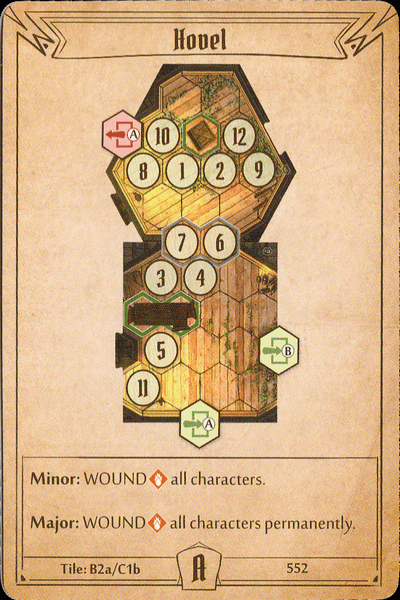 Hovel
A
10
12
8
1
2
9
7
6
3
4
5
B
11
A
Minor: WOUND all characters.
Major: WOUND all characters permanently.
Tile: B2a/C1b
A
552